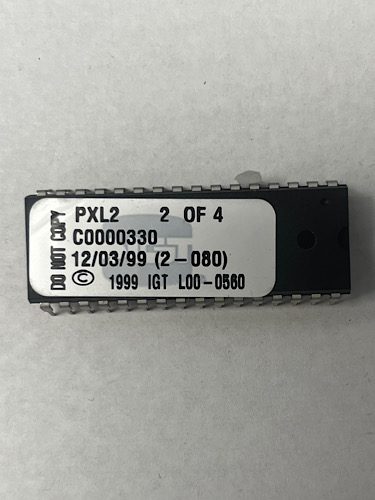 DO NOT COPY
PXL2 2 OF 4
C0000330
12/03/99 (2-080)
© 1999 IGT L00-0560